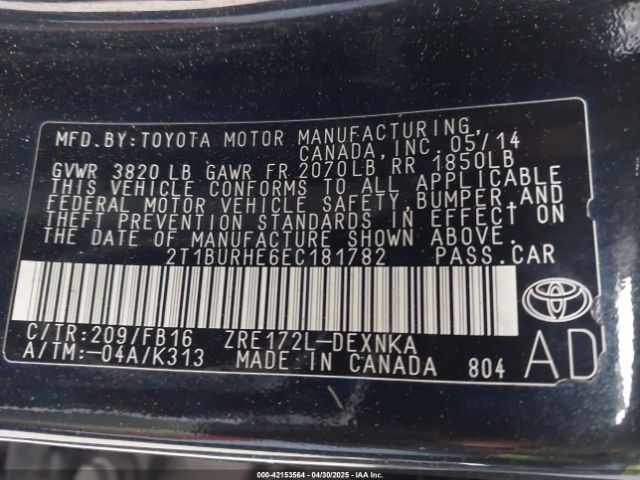 MFD.BY:TOYOTA MOTOR MANUFACTURING,
CANADA, INC. 05/14
GVWR 3820 LB GAWR FR 2070LB RR 1850LB
THIS VEHICLE CONFORMS TO ALL APPLICABLE
FEDERAL MOTOR VEHICLE SAFETY,BUMPER,AND
THEFT PREVENTION STANDARDS IN EFFECT ON
THE DATE OF MANUFACTURE SHOWN ABOVE.
2T1BURHE6EC181782 PASS.CAR
C/TR:209/FB16 ZRE172L-DEXNKA
A/TM:-04A/K313 MADE IN CANADA 804
AD
000-42153564 - 04/30/2025 - IAA Inc.